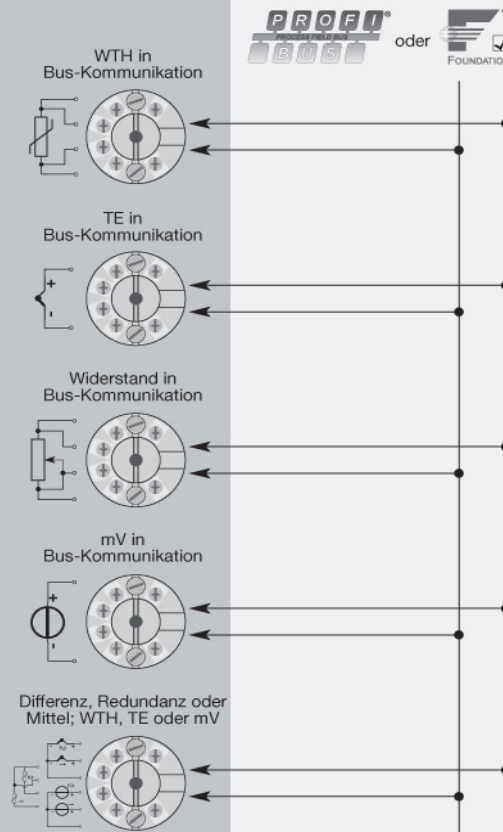 PROFI®
PROCESS FIELD BUS
BUS
oder
FOUNDATIO
WTH in
Bus-Kommunikation
TE in
Bus-Kommunikation
+
-
Widerstand in
Bus-Kommunikation
mV in
Bus-Kommunikation
+
-
Differenz, Redundanz oder
Mittel; WTH, TE oder mV